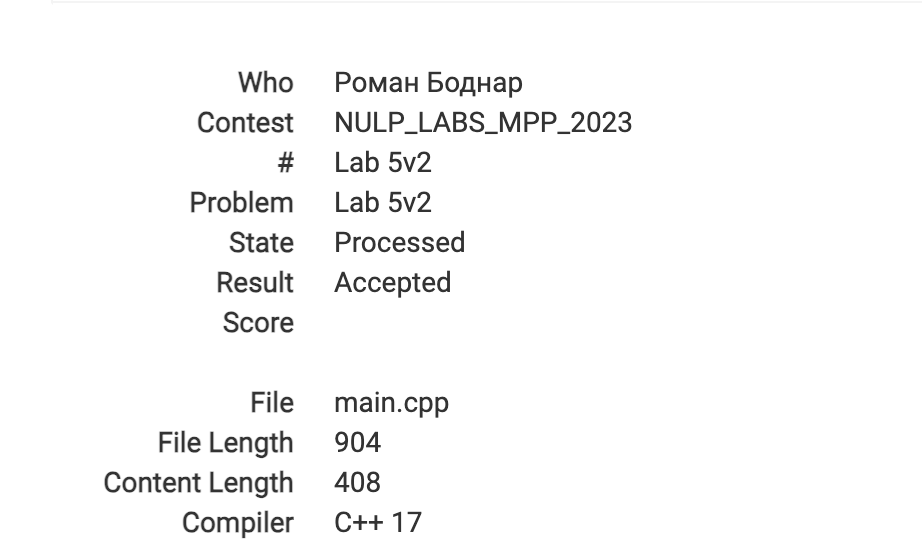 Who Роман Боднар
Contest NULP_LABS_MPP_2023
# Lab 5v2
Problem Lab 5v2
State Processed
Result Accepted
Score
File main.cpp
File Length 904
Content Length 408
Compiler C++ 17